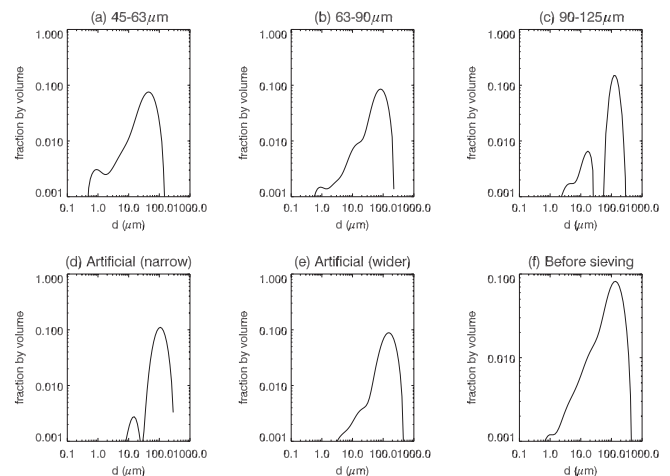 (a) 45-63μm
(b) 63-90μm
(c) 90-125μm
1.000
0.100
0.010
0.001
fraction by volume
0.1 1.0 10.0 100.0 1000.0
d (μm)
1.000
0.100
0.010
0.001
fraction by volume
0.1 1.0 10.0 100.0 1000.0
d (μm)
1.000
0.100
0.010
0.001
fraction by volume
0.1 1.0 10.0 100.0 1000.0
d (μm)
(d) Artificial (narrow)
(e) Artificial (wider)
(f) Before sieving
1.000
0.100
0.010
0.001
fraction by volume
0.1 1.0 10.0 100.0 1000.0
d (μm)
1.000
0.100
0.010
0.001
fraction by volume
0.1 1.0 10.0 100.0 1000.0
d (μm)
0.100
0.010
0.001
fraction by volume
0.1 1.0 10.0 100.0 1000.0
d (μm)